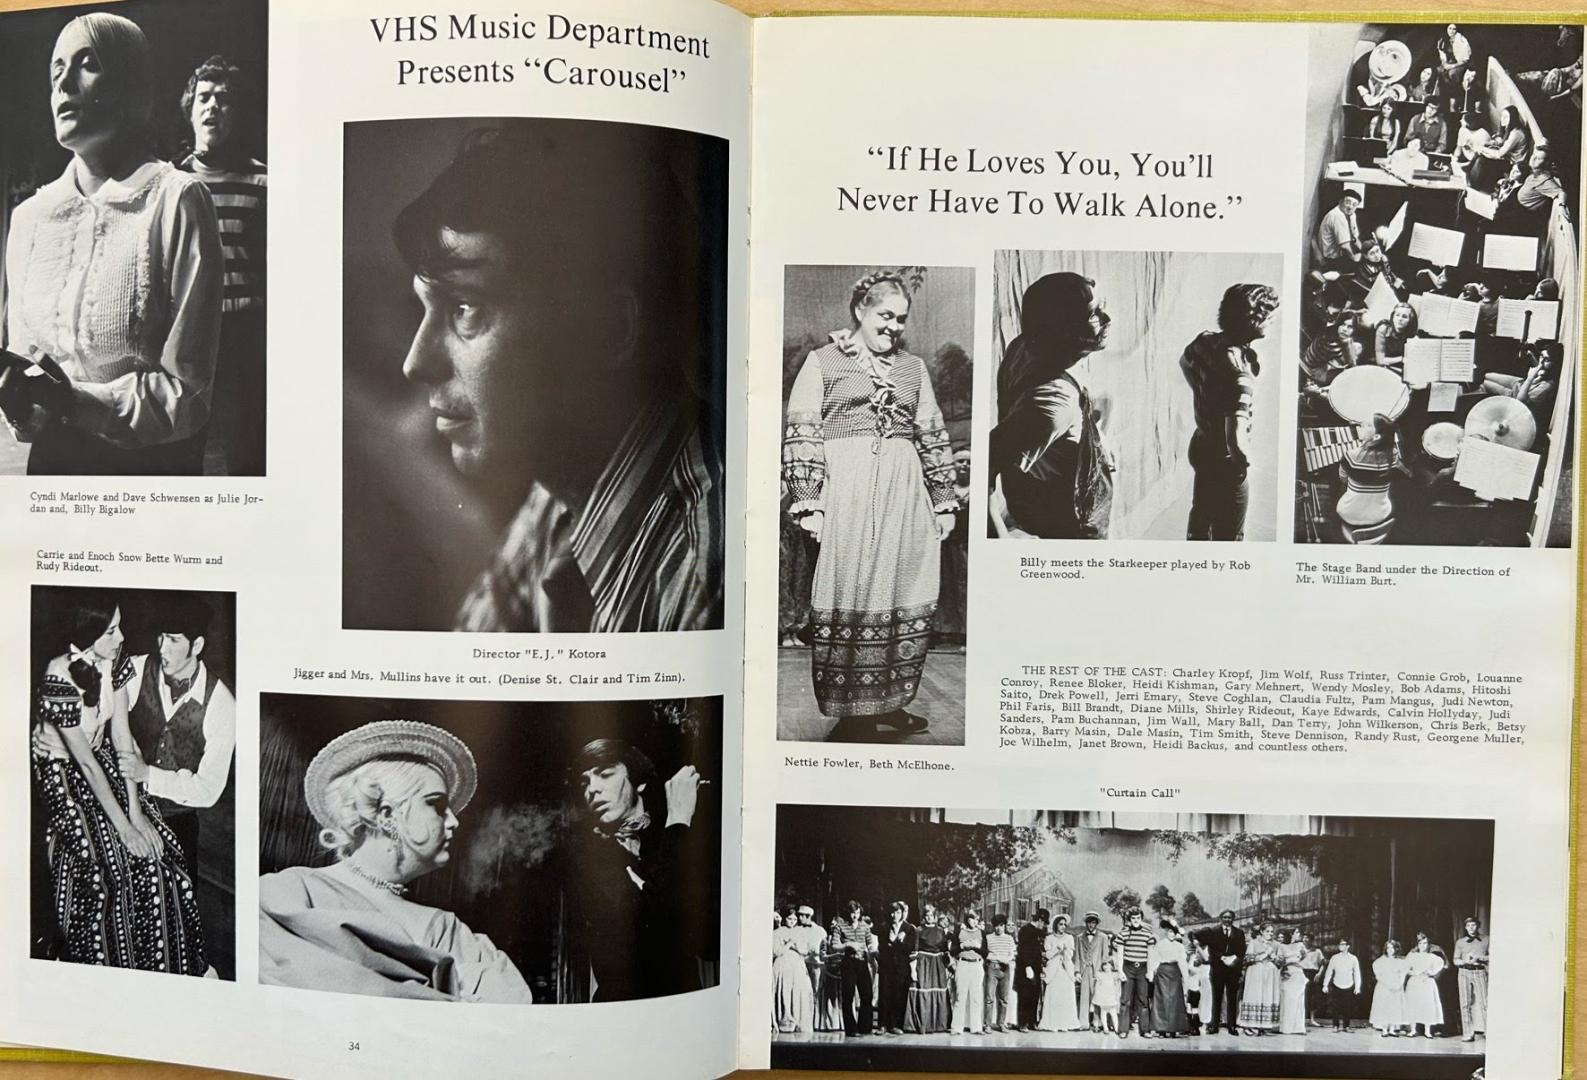 VHS Music Department
Presents “Carousel”
Cyndi Marlowe and Dave Schwensen as Julie Jor-
dan and, Billy Bigalow
Carrie and Enoch Snow Bette Wurm and
Rudy Rideout.
Director "E.J." Kotora
Jigger and Mrs. Mullins have it out. (Denise St. Clair and Tim Zinn).
34
“If He Loves You, You’ll
Never Have To Walk Alone.”
Billy meets the Starkeeper played by Rob
Greenwood.
The Stage Band under the Direction of
Mr. William Burt.
THE REST OF THE CAST: Charley Kropf, Jim Wolf, Russ Trinter, Connie Grob, Louanne
Conroy, Renee Bloker, Heidi Kishman, Gary Mehnert, Wendy Mosley, Bob Adams, Hitoshi
Saito, Drek Powell, Jerri Emary, Steve Coghlan, Claudia Fultz, Pam Mangus, Judi Newton,
Phil Faris, Bill Brandt, Diane Mills, Shirley Rideout, Kaye Edwards, Calvin Hollyday, Judi
Sanders, Pam Buchannan, Jim Wall, Mary Ball, Dan Terry, John Wilkerson, Chris Berk, Betsy
Kobza, Barry Masin, Dale Masin, Tim Smith, Steve Dennison, Randy Rust, Georgene Muller,
Joe Wilhelm, Janet Brown, Heidi Backus, and countless others.
Nettie Fowler, Beth McElhone.
"Curtain Call"